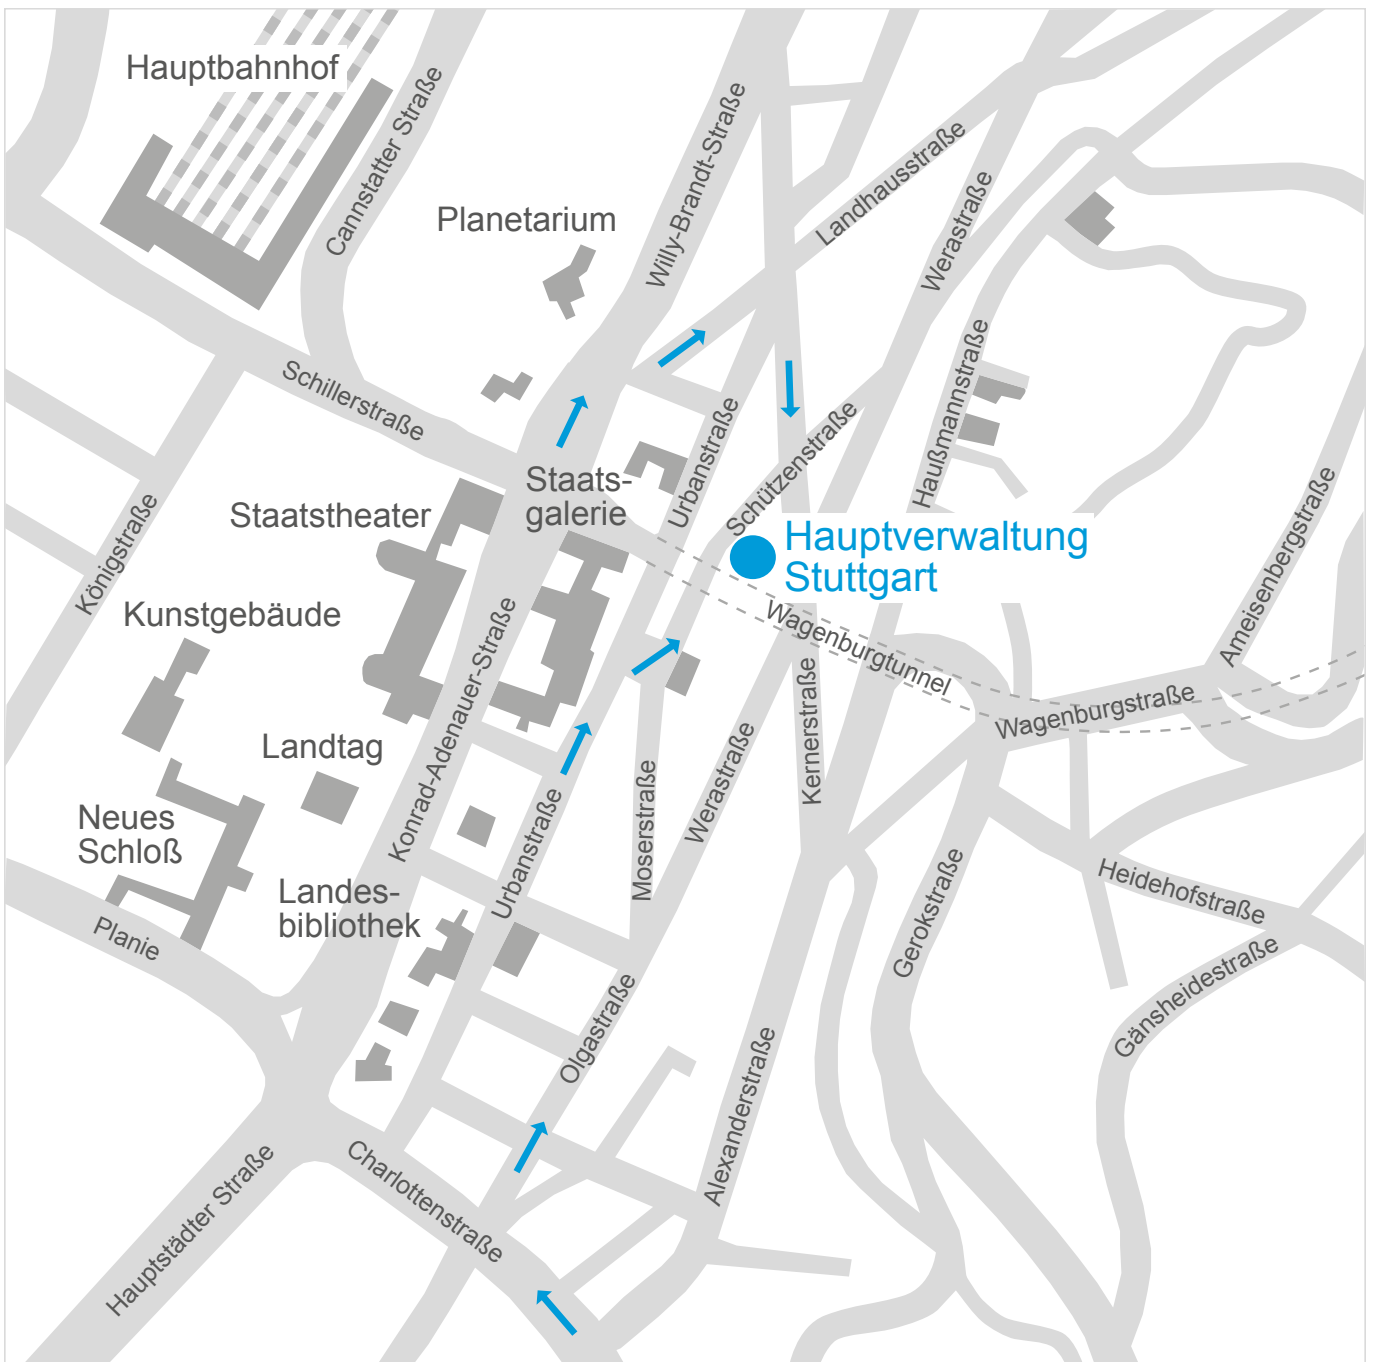 Hauptbahnhof
Cannstatter Straße
Willy-Brandt-Straße
Landhausstraße
Werastraße
Planetarium
Schillerstraße
Haußmannstraße
Urbanstraße
Schützenstraße
Staats-
galerie
Staatstheater
Königstraße
Hauptverwaltung
Stuttgart
Ameisenbergstraße
Kunstgebäude
Wagenburgtunnel
Konrad-Adenauer-Straße
Wagenburgstraße
Kernerstraße
Landtag
Werastraße
Moserstraße
Urbanstraße
Neues
Schloß
Landes-
bibliothek
Heidehofstraße
Gerokstraße
Planie
Gänsheidestraße
Olgastraße
Alexanderstraße
Charlottenstraße
Hauptstädter Straße